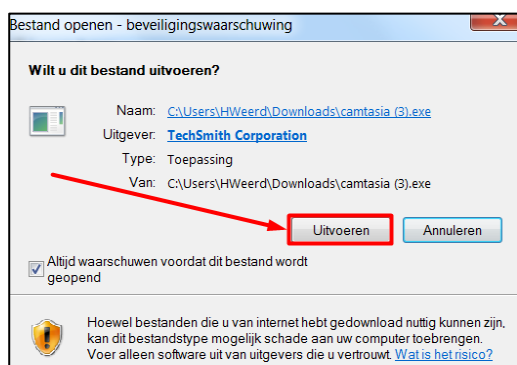 Bestand openen - beveiligingswaarschuwing
Wilt u dit bestand uitvoeren?
Naam: C:\Users\HWeerd\Downloads\camtasia (3).exe
Uitgever: TechSmith Corporation
Type: Toepassing
Van: C:\Users\HWeerd\Downloads\camtasia (3).exe
Uitvoeren Annuleren
Altijd waarschuwen voordat dit bestand wordt
geopend
Hoewel bestanden die u van internet hebt gedownload nuttig kunnen zijn,
kan dit bestandstype mogelijk schade aan uw computer toebrengen.
Voer alleen software uit van uitgevers die u vertrouwt. Wat is het risico?